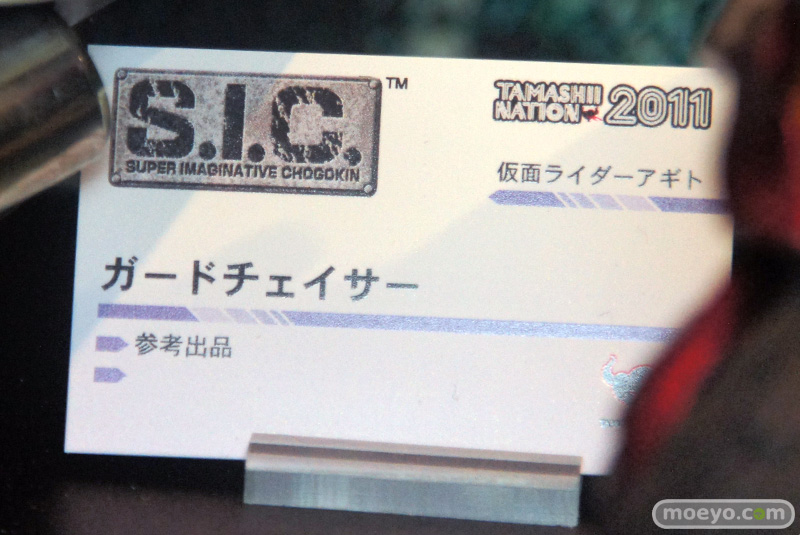 S.I.C.™
SUPER IMAGINATIVE CHOGOKIN
TAMASHII
NATION 2011
仮面ライダーアギト
ガードチェイサー
参考出品
moeyo.com